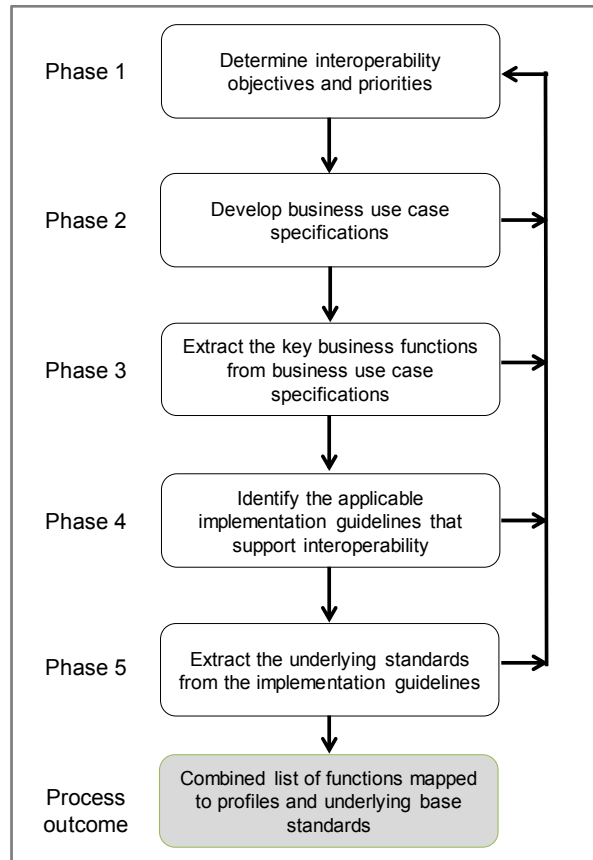 Phase 1
Determine interoperability
objectives and priorities
Phase 2
Develop business use case
specifications
Phase 3
Extract the key business functions
from business use case
specifications
Phase 4
Identify the applicable
implementation guidelines that
support interoperability
Phase 5
Extract the underlying standards
from the implementation guidelines
Process
outcome
Combined list of functions mapped
to profiles and underlying base
standards